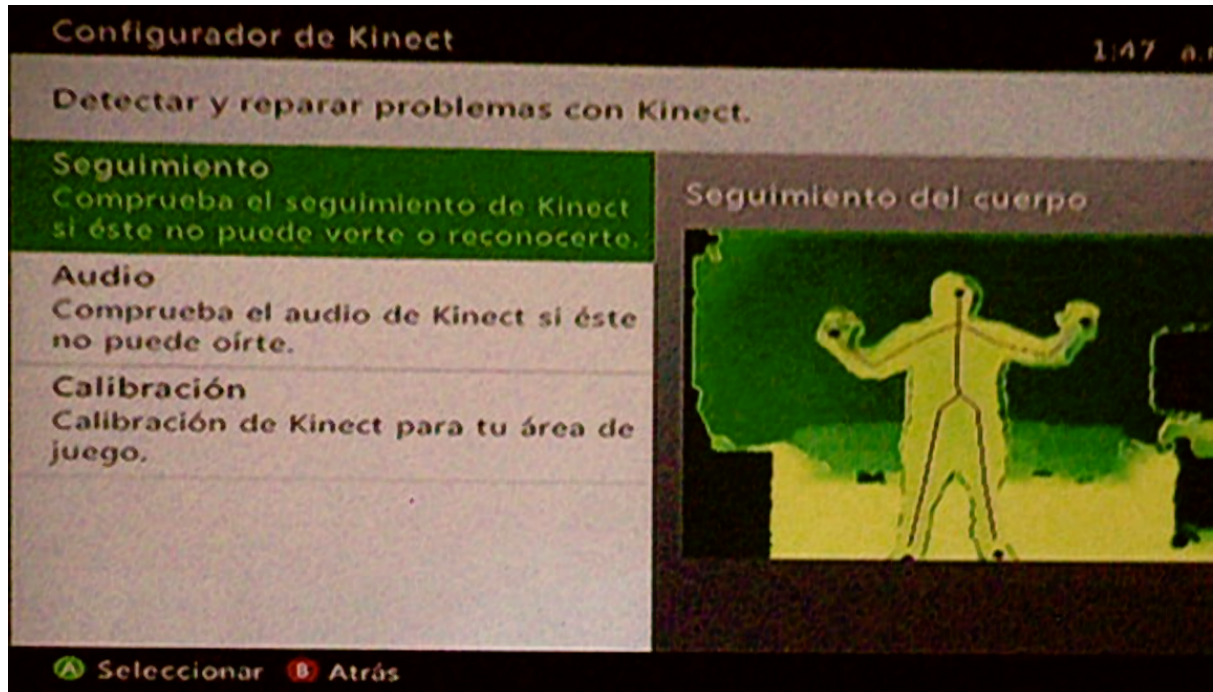 Configurador de Kinect
1:47 a.
Detectar y reparar problemas con Kinect.
Seguimiento
Comprueba el seguimiento de Kinect
si éste no puede verte o reconocerte.
Seguimiento del cuerpo
Audio
Comprueba el audio de Kinect si éste
no puede oírte.
Calibración
Calibración de Kinect para tu área de
juego.
A Seleccionar B Atrás